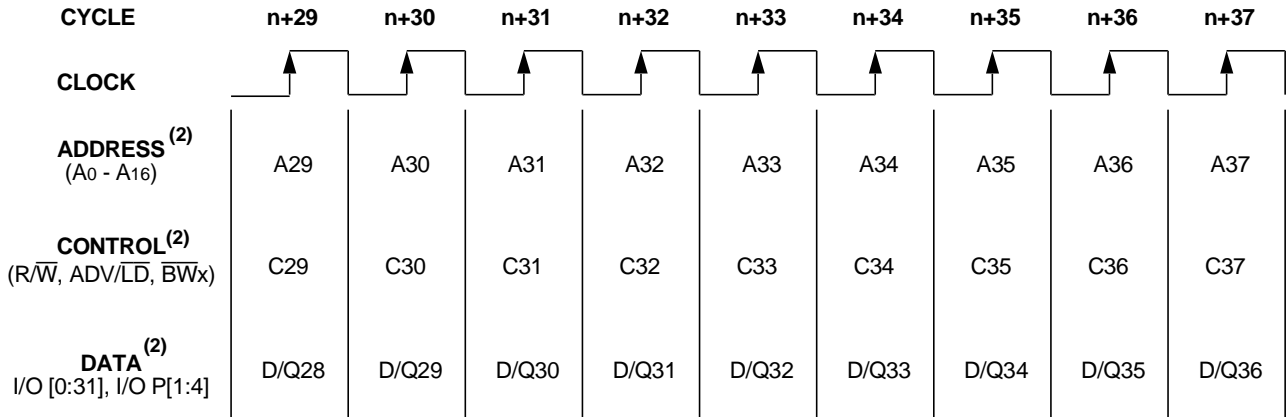 CYCLE n+29 n+30 n+31 n+32 n+33 n+34 n+35 n+36 n+37
CLOCK
ADDRESS(2)
(A0 - A16) A29 A30 A31 A32 A33 A34 A35 A36 A37
CONTROL(2)
(R/W̅, ADV/L̅D̅, B̅W̅x) C29 C30 C31 C32 C33 C34 C35 C36 C37
DATA(2)
I/O [0:31], I/O P[1:4] D/Q28 D/Q29 D/Q30 D/Q31 D/Q32 D/Q33 D/Q34 D/Q35 D/Q36